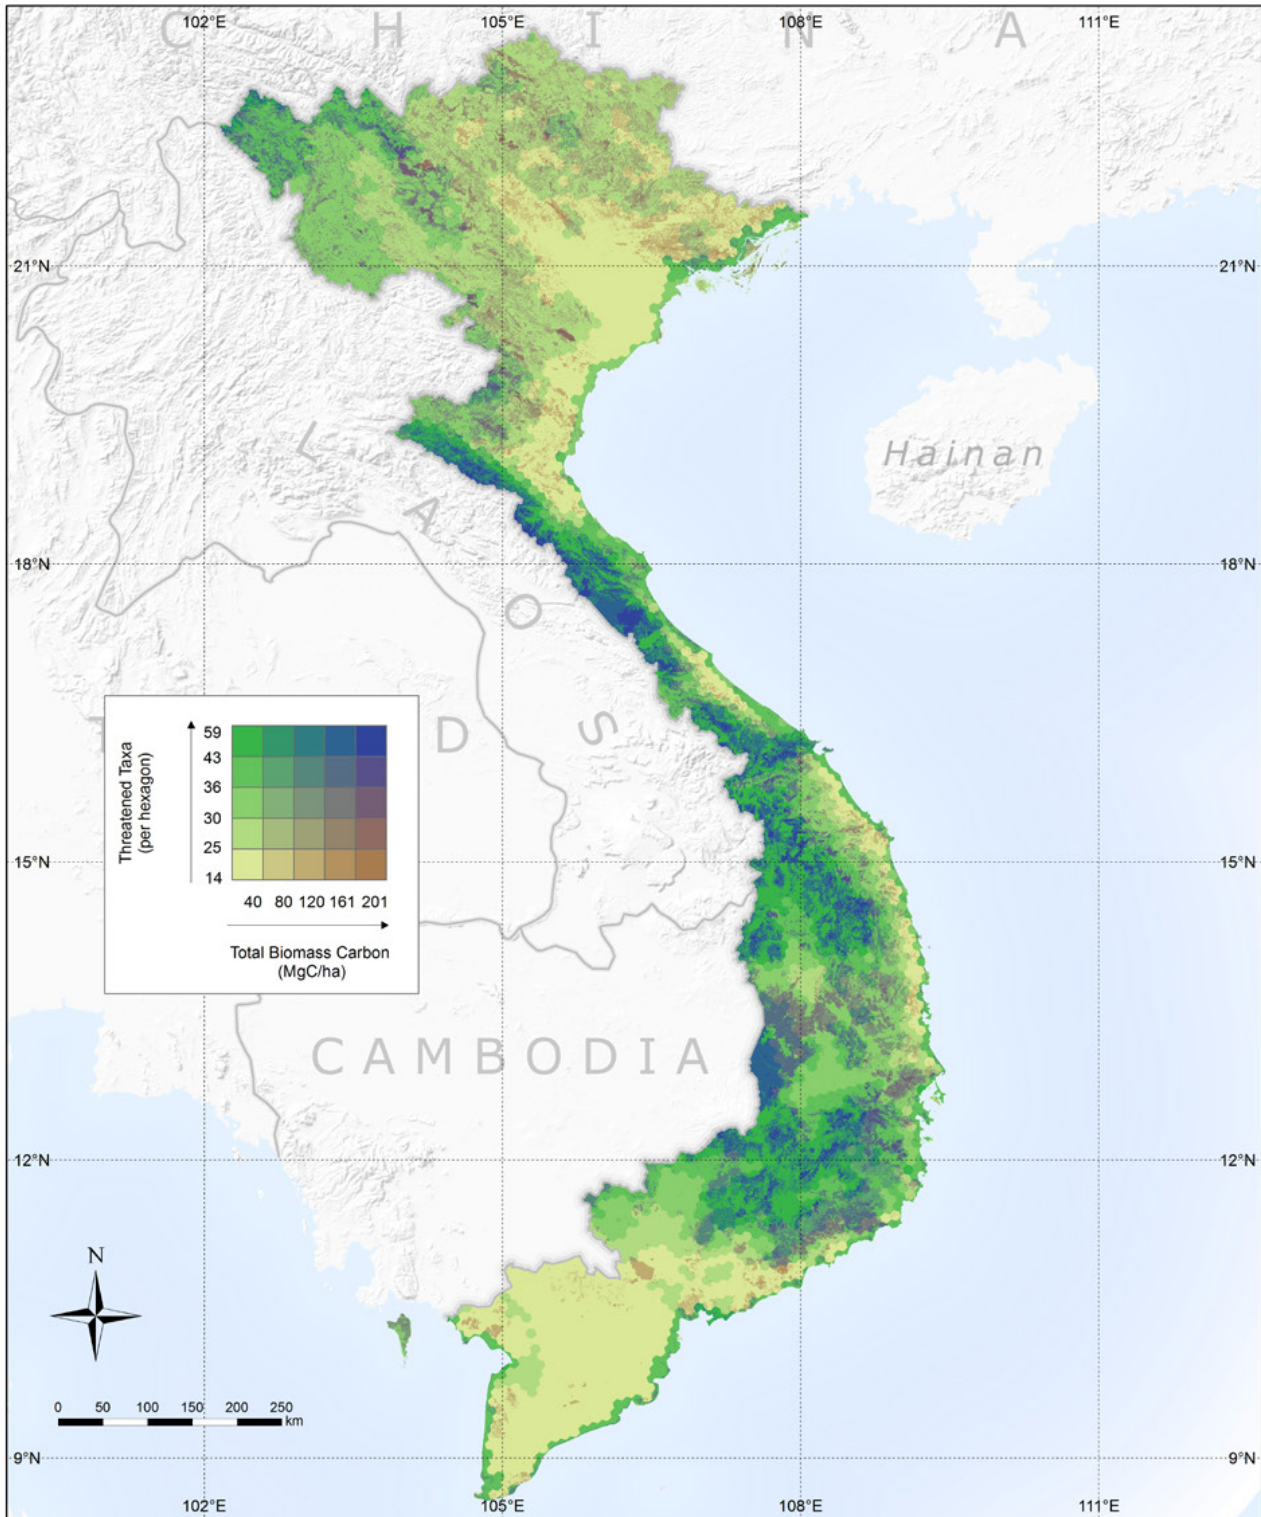 102°E 105°E 108°E 111°E
C H I N A
21°N 21°N
Hainan
L A O S
18°N 18°N
T D
Threatened Taxa
(per hexagon)
59
43
36
30
25
14
40 80 120 161 201
Total Biomass Carbon
(MgC/ha)
15°N 15°N
CAMBODIA
12°N 12°N
N
0 50 100 150 200 250
km
9°N 9°N
102°E 105°E 108°E 111°E